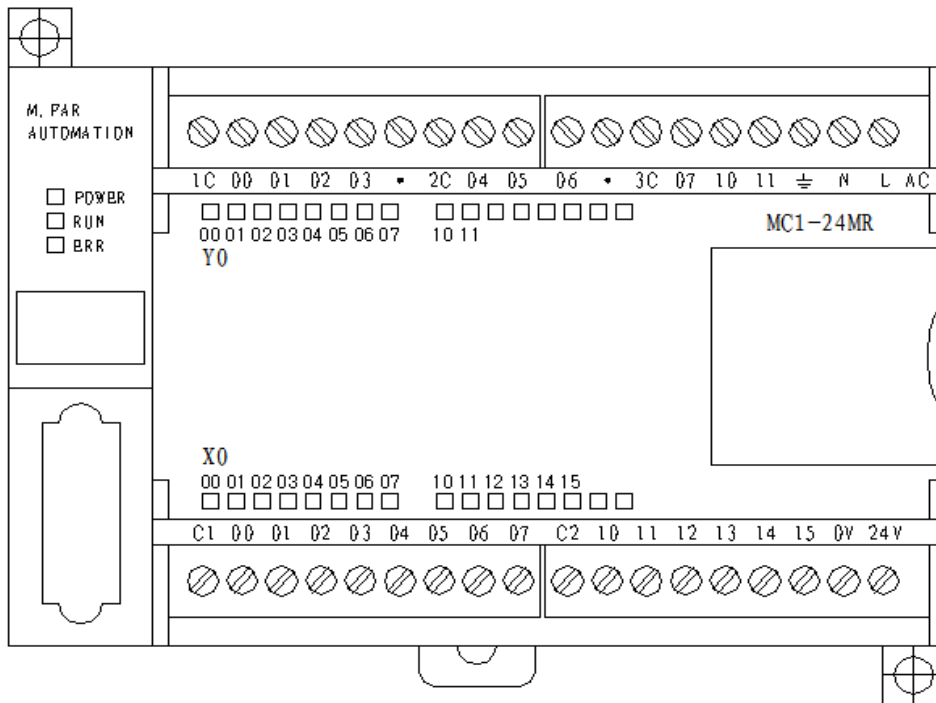 M. FAR
AUTOMATION
POWER
RUN
ERR
1C 00 01 02 03 • 2C 04 05 06 • 3C 07 10 11 ⏚ N L AC
00 01 02 03 04 05 06 07 10 11
Y0
MC1-24MR
X0
00 01 02 03 04 05 06 07 10 11 12 13 14 15
C1 00 01 02 03 04 05 06 07 C2 10 11 12 13 14 15 0V 24V